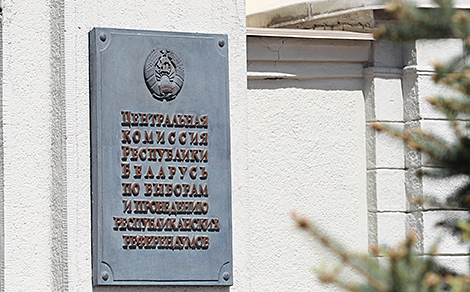 Центральная
комиссия
Республики
Беларусь
по выборам
и проведению
республиканских
референдумов